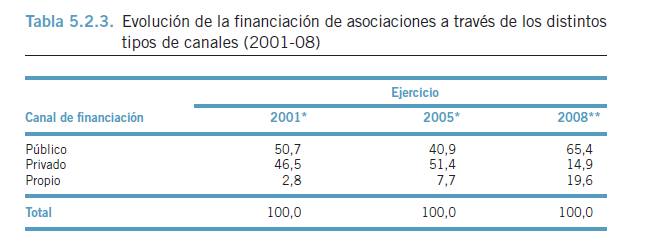 Tabla 5.2.3. Evolución de la financiación de asociaciones a través de los distintos
tipos de canales (2001-08)
Ejercicio
Canal de financiación 2001* 2005* 2008**
Público 50,7 40,9 65,4
Privado 46,5 51,4 14,9
Propio 2,8 7,7 19,6
Total 100,0 100,0 100,0